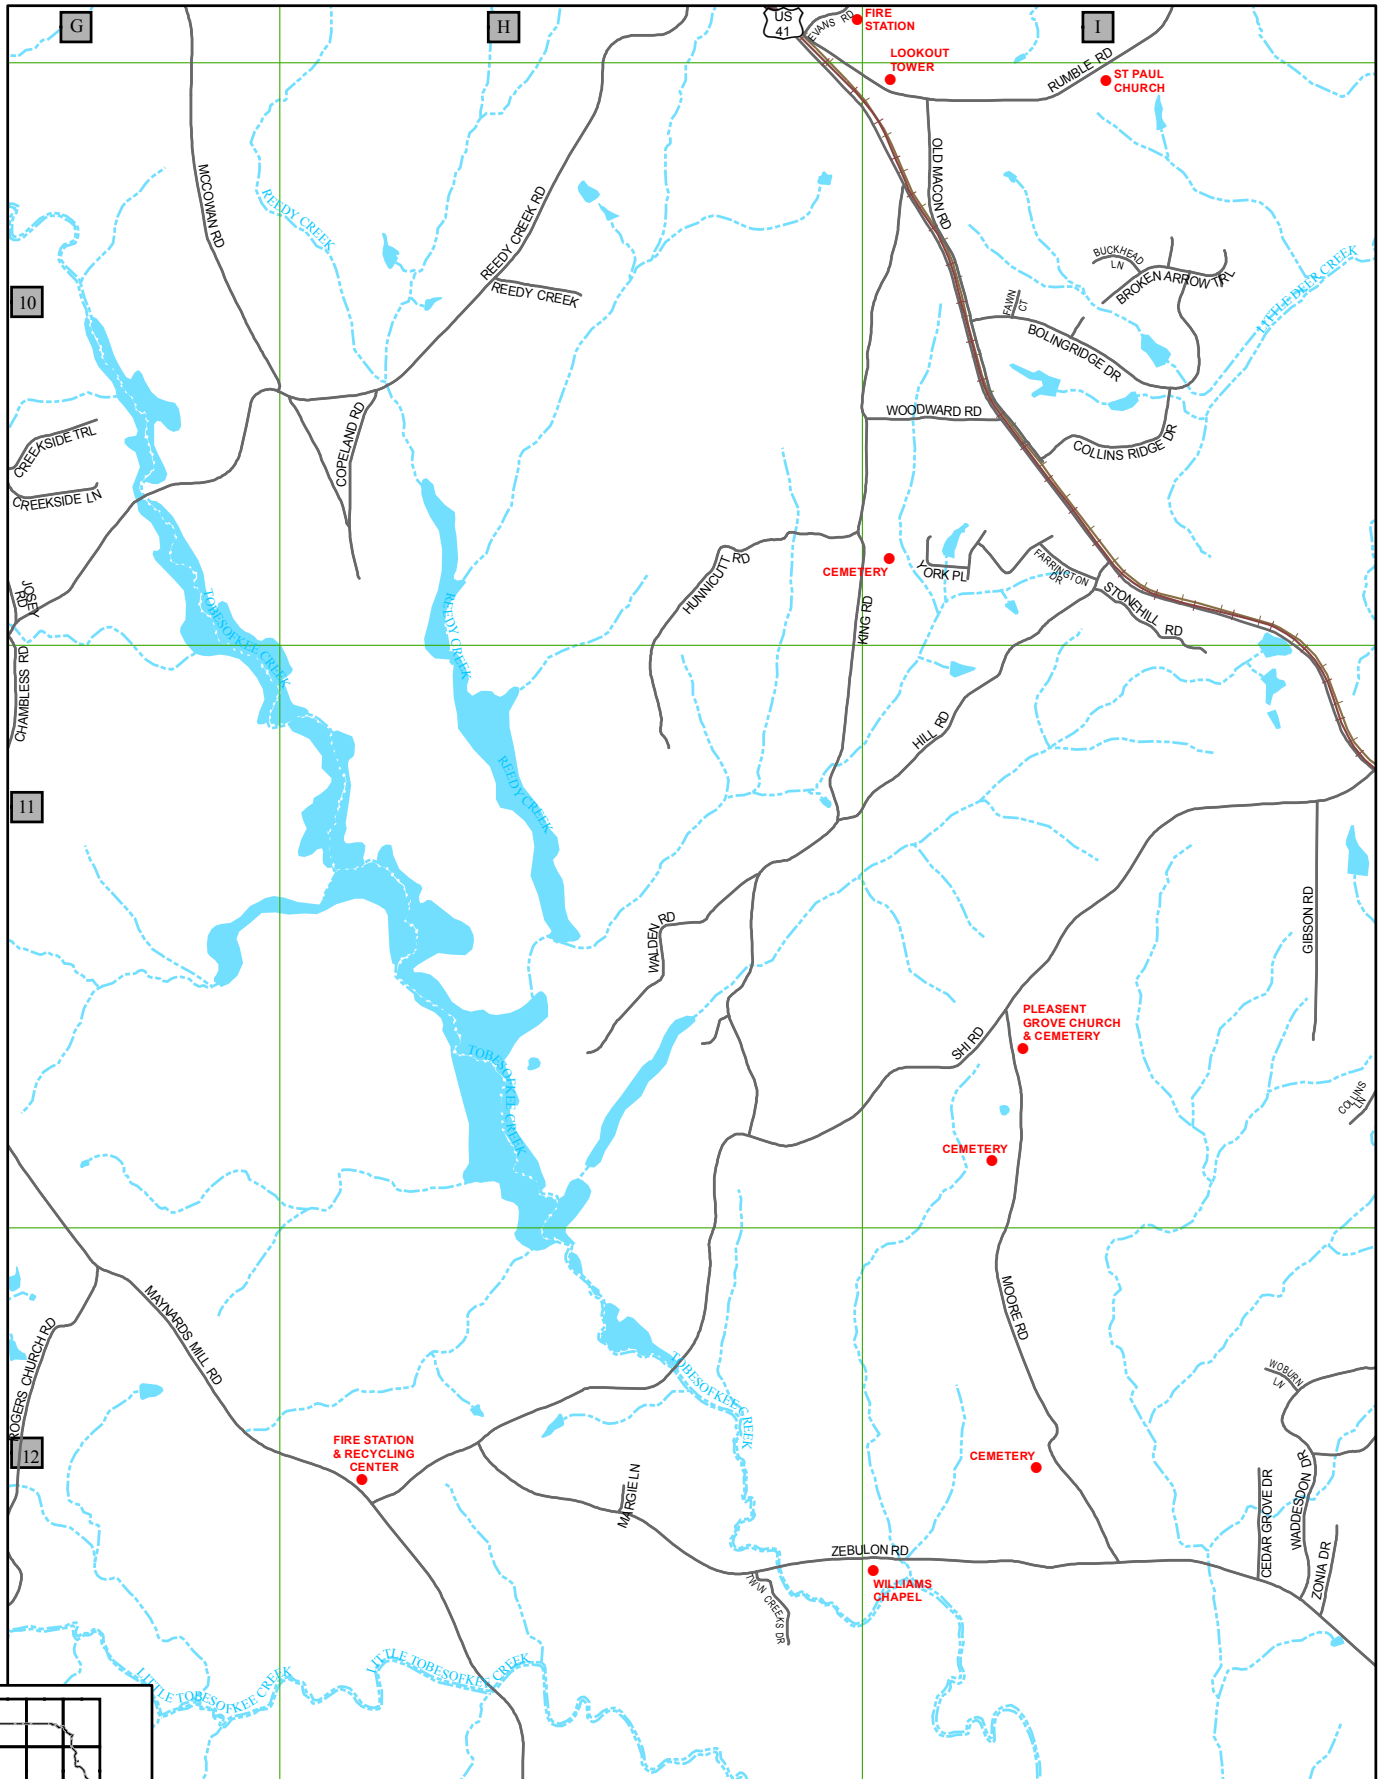 G
H
I
US
41
EVANS RD
FIRE
STATION
LOOKOUT
TOWER
RUMBLE RD
ST PAUL
CHURCH
MCCOWAN RD
OLD MACON RD
REEDY CREEK
REEDY CREEK RD
REEDY CREEK
BUCKHEAD
LN
BROKEN ARROW TRL
LITTLE DEER CREEK
10
FAWN
CT
BOLINGRIDGE DR
WOODWARD RD
COPELAND RD
CREEKSIDE TRL
COLLINS RIDGE DR
CREEKSIDE LN
HUNNICUTT RD
CEMETERY
YORK PL
FARRINGTON
DR
STONEHILL RD
JOSEY
RD
TOBESOFKEE CREEK
REEDY CREEK
KING RD
CHAMBLESS RD
HILL RD
REEDY CREEK
11
WALDEN RD
GIBSON RD
PLEASENT
GROVE CHURCH
& CEMETERY
SHI RD
TOBESOFKEE CREEK
COLLINS
LN
CEMETERY
MAYNARDS MILL RD
MOORE RD
ROGERS CHURCH RD
TOBESOFKEE CREEK
WOBURN
LN
12
FIRE STATION
& RECYCLING
CENTER
CEMETERY
MARGIE LN
CEDAR GROVE DR
WADDESDON DR
ZEBULON RD
ZONIA DR
TWIN CREEKS DR
WILLIAMS
CHAPEL
LITTLE TOBESOFKEE CREEK
LITTLE TOBESOFKEE CREEK